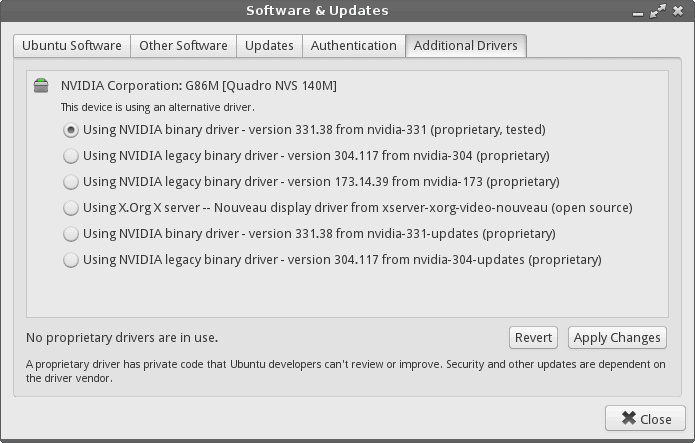 Software & Updates
Ubuntu Software
Other Software
Updates
Authentication
Additional Drivers
NVIDIA Corporation: G86M [Quadro NVS 140M]
This device is using an alternative driver.
Using NVIDIA binary driver - version 331.38 from nvidia-331 (proprietary, tested)
Using NVIDIA legacy binary driver - version 304.117 from nvidia-304 (proprietary)
Using NVIDIA legacy binary driver - version 173.14.39 from nvidia-173 (proprietary)
Using X.Org X server -- Nouveau display driver from xserver-xorg-video-nouveau (open source)
Using NVIDIA binary driver - version 331.38 from nvidia-331-updates (proprietary)
Using NVIDIA legacy binary driver - version 304.117 from nvidia-304-updates (proprietary)
No proprietary drivers are in use.
Revert
Apply Changes
A proprietary driver has private code that Ubuntu developers can't review or improve. Security and other updates are dependent on
the driver vendor.
Close